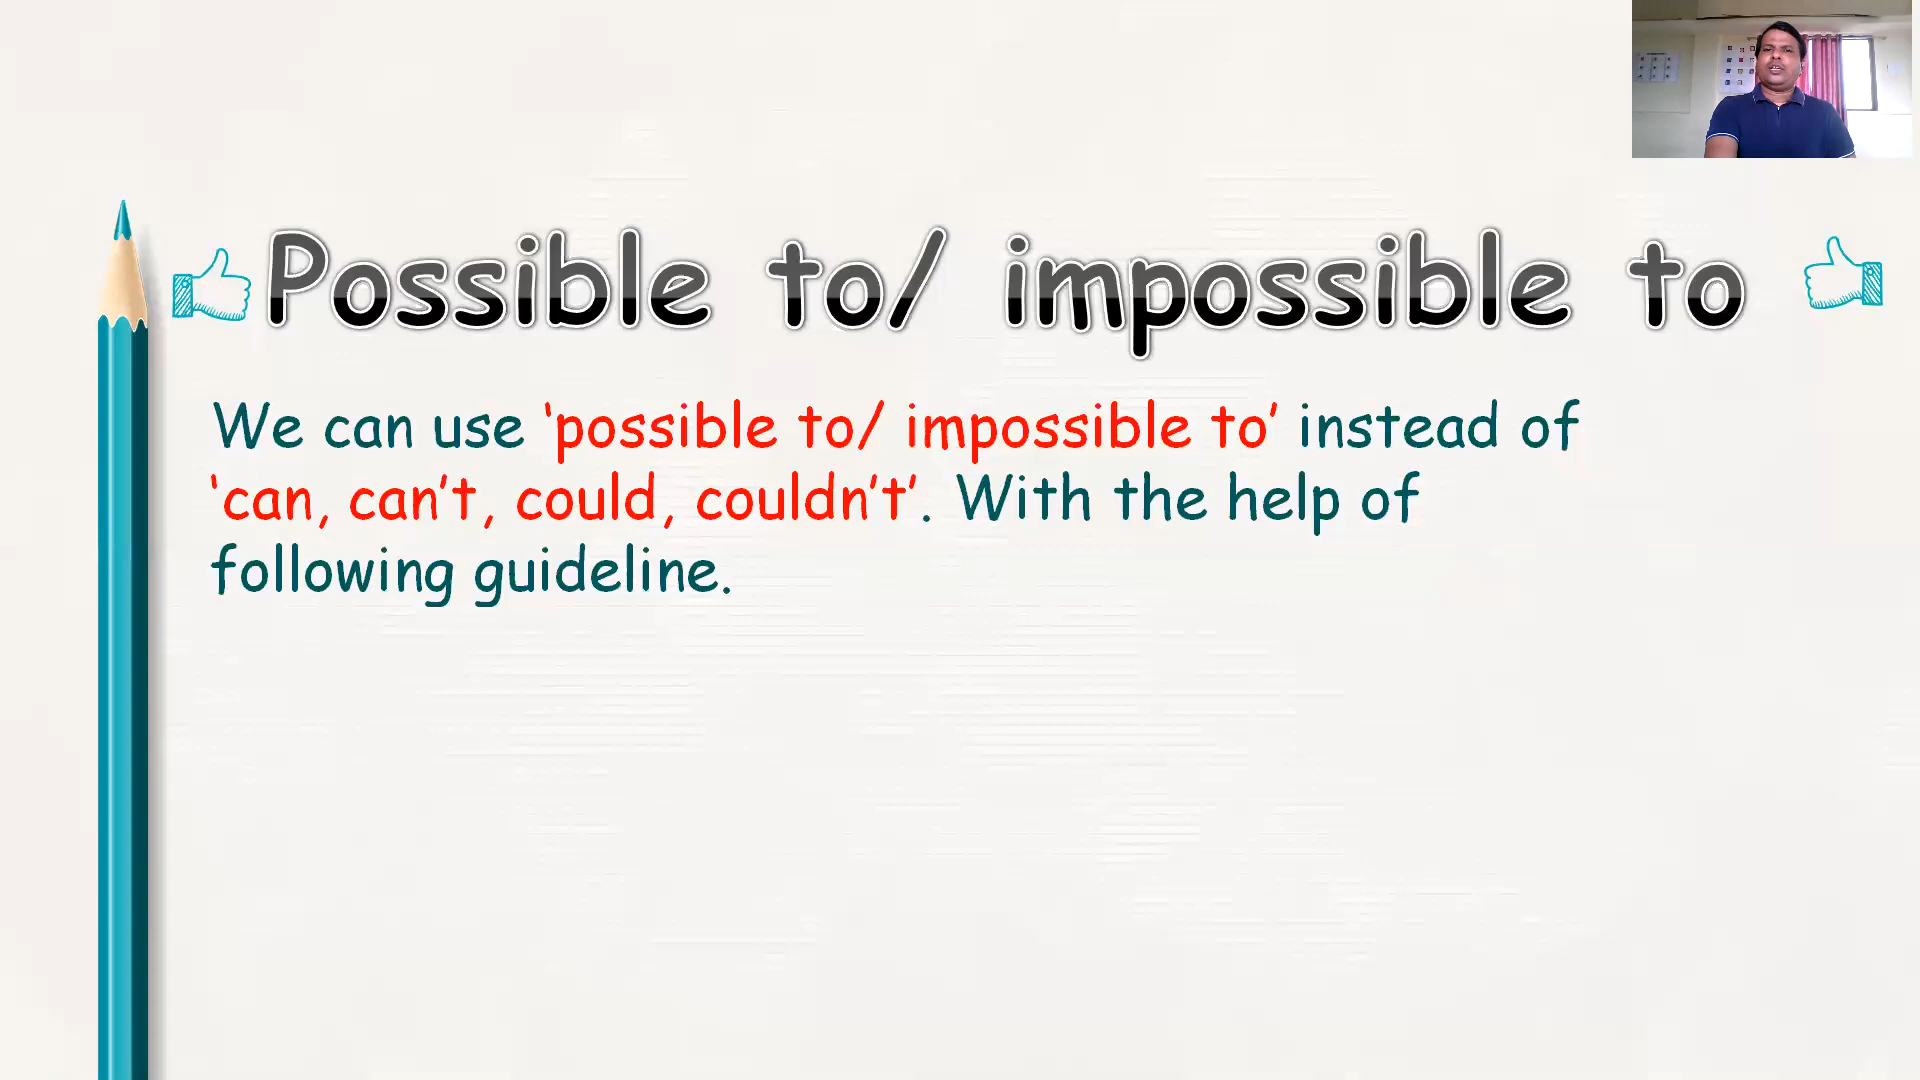 Possible to/ impossible to
We can use ‘possible to/ impossible to’ instead of
‘can, can’t, could, couldn’t’. With the help of
following guideline.